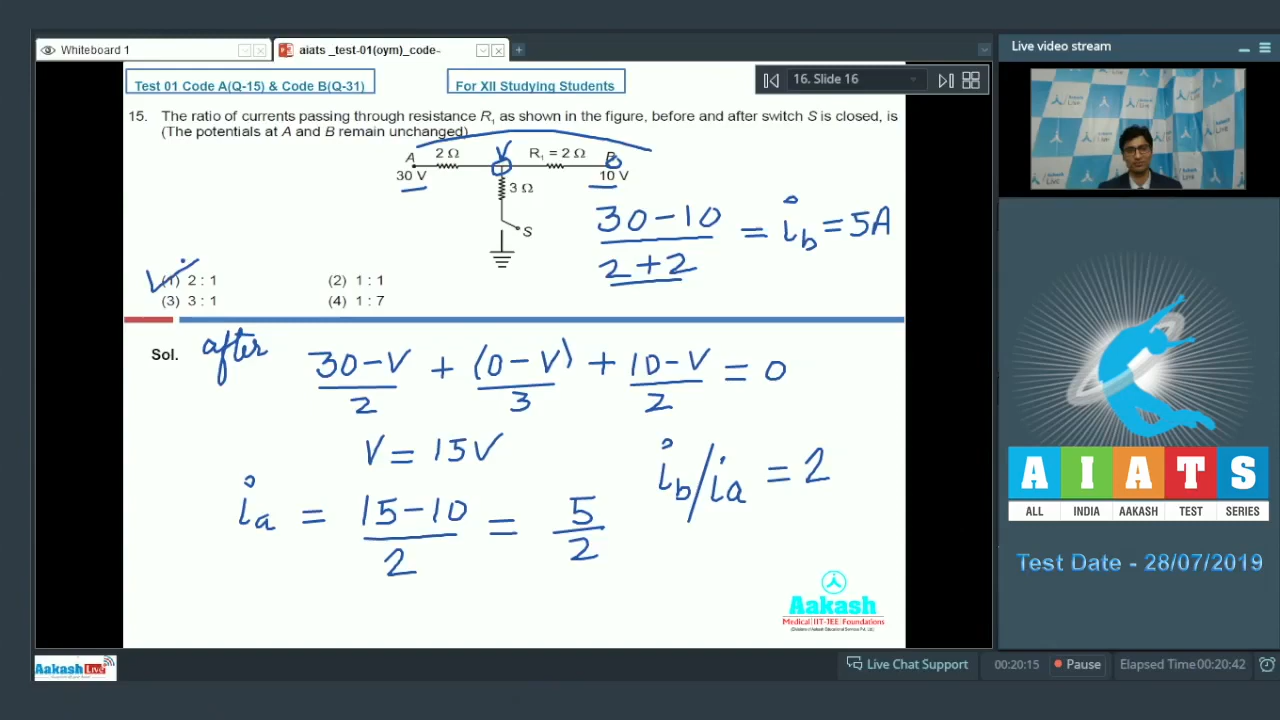 Whiteboard 1
aiats _test-01(oym)_code-
Live video stream
Test 01 Code A(Q-15) & Code B(Q-31)
For XII Studying Students
16. Slide 16
15. The ratio of currents passing through resistance R₁ as shown in the figure, before and after switch S is closed, is
(The potentials at A and B remain unchanged)
A 2 Ω V R₁ = 2 Ω
30 V 10 V
3 Ω
S
30-10 / 2+2 = i_b = 5A
(1) 2 : 1 (2) 1 : 1
(3) 3 : 1 (4) 1 : 7
Sol. after
30-V / 2 + (0-V) / 3 + 10-V / 2 = 0
V = 15V
i_b/i_a = 2
i_a = 15-10 / 2 = 5/2
A I A T S
ALL INDIA AAKASH TEST SERIES
Test Date - 28/07/2019
Aakash
Medical|IIT-JEE|Foundations
Aakash Live
Live Chat Support
00:20:15
Pause
Elapsed Time 00:20:42